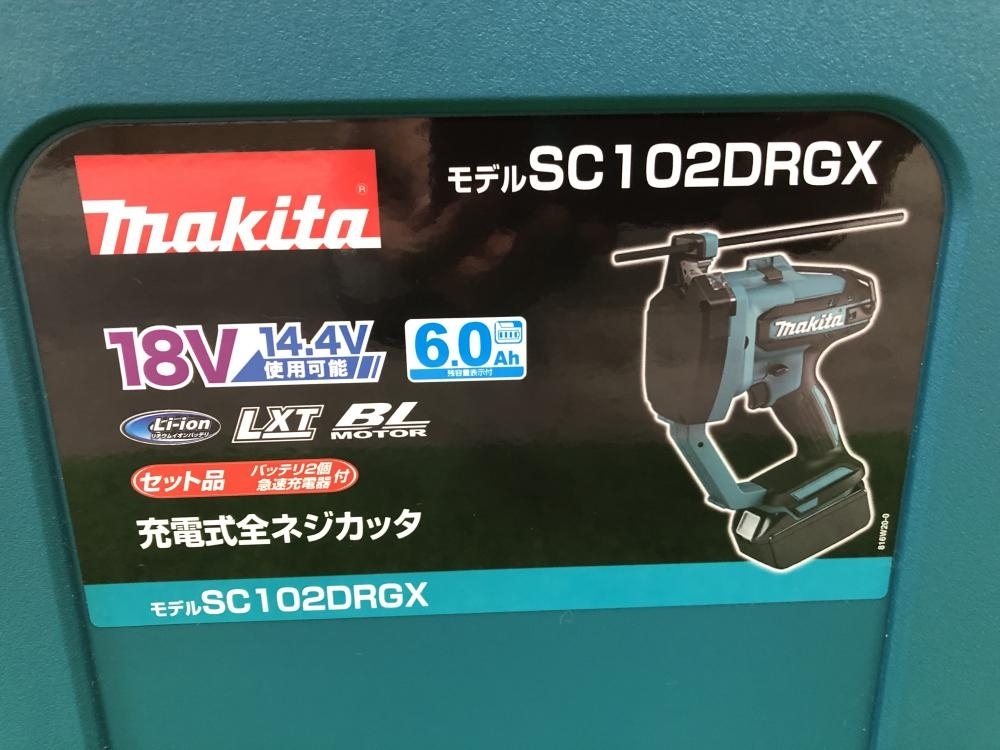 makita®
モデルSC102DRGX
makita
18V 14.4V
使用可能
6.0Ah
残容量表示付
Li-ion
リチウムイオンバッテリ
LXT
BL
MOTOR
セット品 バッテリ2個
急速充電器 付
充電式全ネジカッタ
816W20-0
モデルSC102DRGX